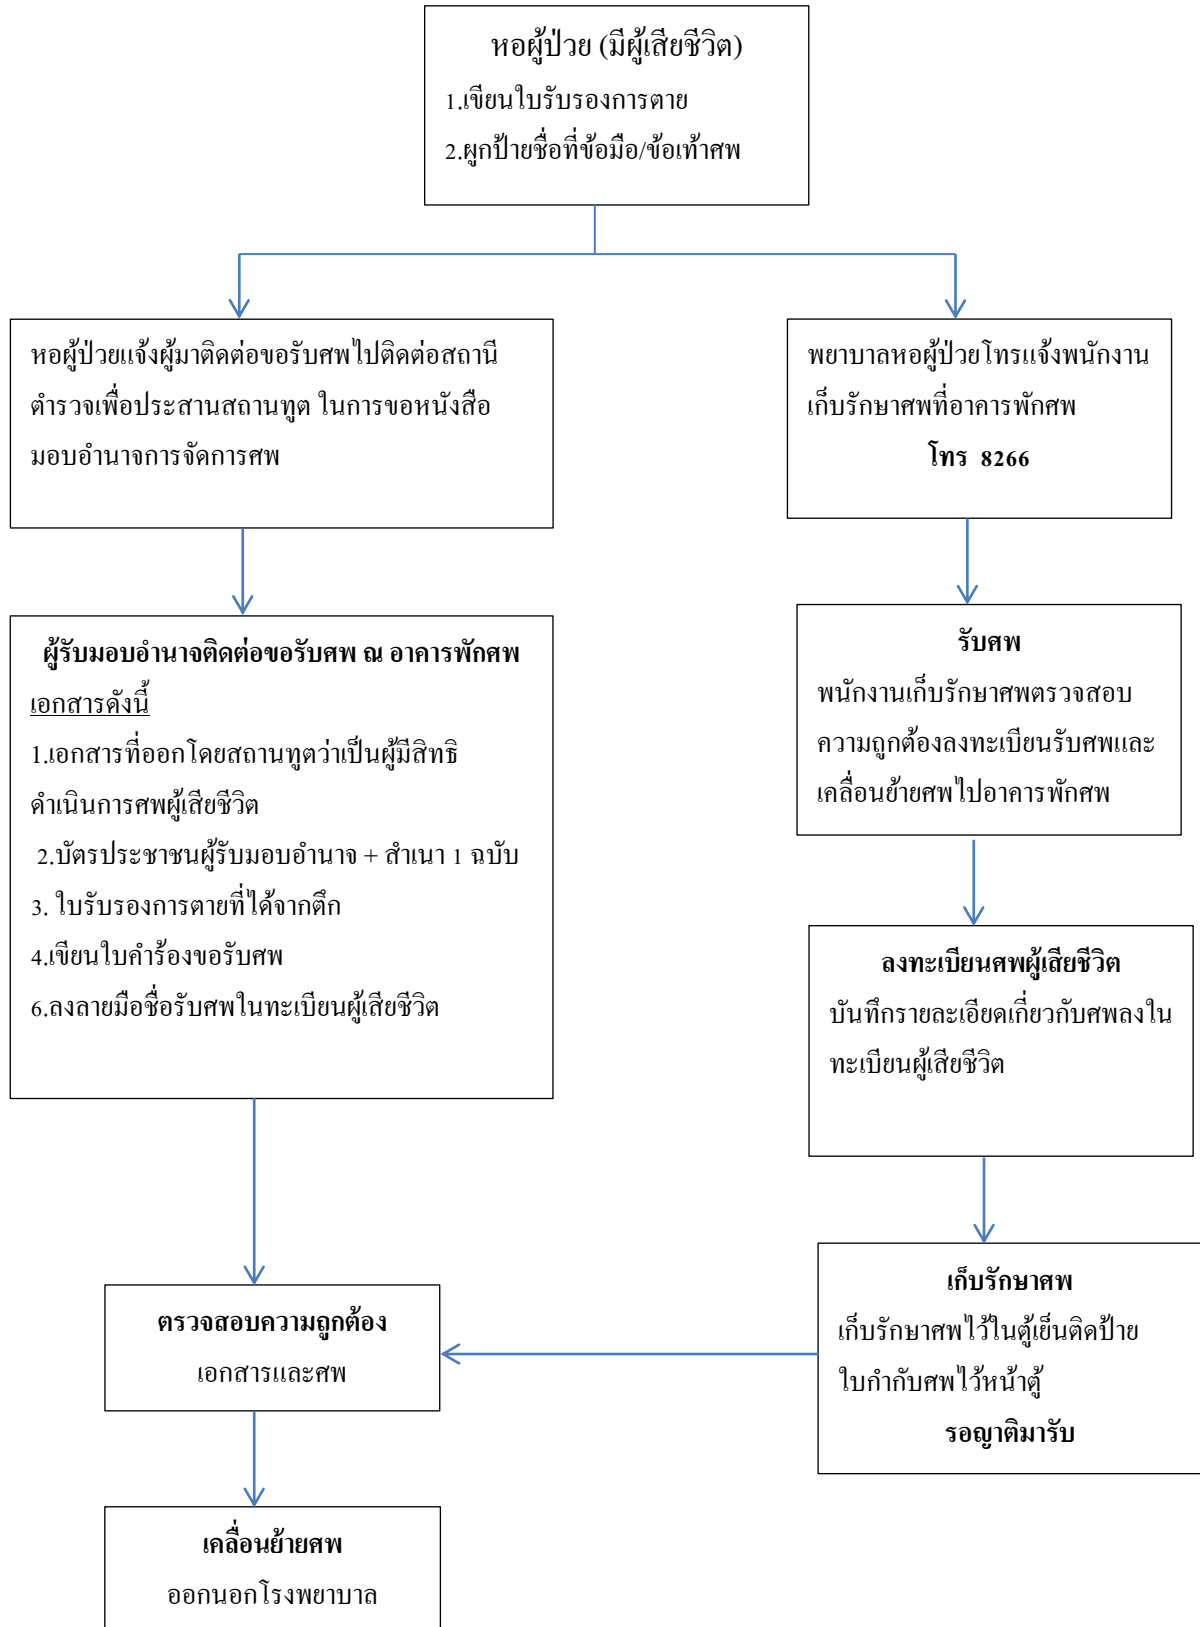 หอผู้ป่วย (มีผู้เสียชีวิต)
1.เขียนใบรับรองการตาย
2.ผูกป้ายชื่อที่ข้อมือ/ข้อเท้าศพ
หอผู้ป่วยแจ้งผู้มาติดต่อขอรับศพไปติดต่อสถานี
ตำรวจเพื่อประสานสถานทูต ในการขอหนังสือ
มอบอำนาจการจัดการศพ
พยาบาลหอผู้ป่วยโทรแจ้งพนักงาน
เก็บรักษาศพที่อาคารพักศพ
โทร 8266
ผู้รับมอบอำนาจติดต่อขอรับศพ ณ อาคารพักศพ
เอกสารดังนี้
1.เอกสารที่ออกโดยสถานทูตว่าเป็นผู้มีสิทธิ
ดำเนินการศพผู้เสียชีวิต
2.บัตรประชาชนผู้รับมอบอำนาจ + สำเนา 1 ฉบับ
3. ใบรับรองการตายที่ได้จากตึก
4.เขียนใบคำร้องขอรับศพ
6.ลงลายมือชื่อรับศพในทะเบียนผู้เสียชีวิต
รับศพ
พนักงานเก็บรักษาศพตรวจสอบ
ความถูกต้องลงทะเบียนรับศพและ
เคลื่อนย้ายศพไปอาคารพักศพ
ลงทะเบียนศพผู้เสียชีวิต
บันทึกรายละเอียดเกี่ยวกับศพลงใน
ทะเบียนผู้เสียชีวิต
เก็บรักษาศพ
เก็บรักษาศพไว้ในตู้เย็นติดป้าย
ใบกำกับศพไว้หน้าตู้
รอญาติมารับ
ตรวจสอบความถูกต้อง
เอกสารและศพ
เคลื่อนย้ายศพ
ออกนอกโรงพยาบาล